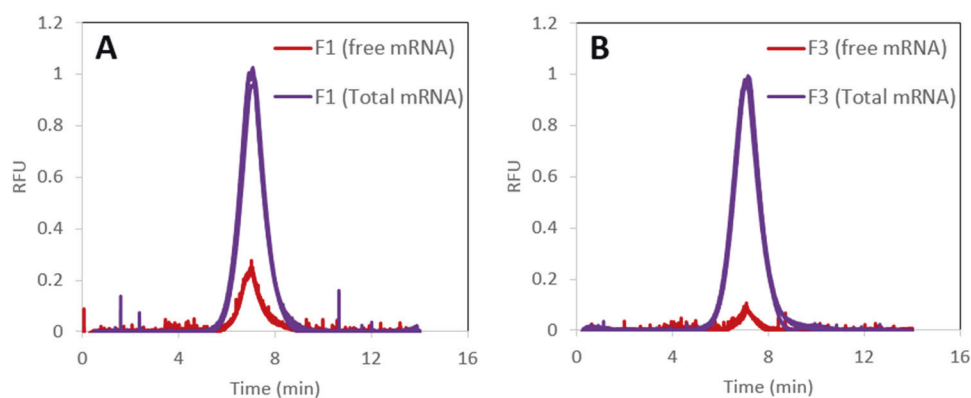 A
F1 (free mRNA)
F1 (Total mRNA)
1.2
1
0.8
0.6
0.4
0.2
0
RFU
0 4 8 12 16
Time (min)
B
F3 (free mRNA)
F3 (Total mRNA)
1.2
1
0.8
0.6
0.4
0.2
0
RFU
0 4 8 12 16
Time (min)